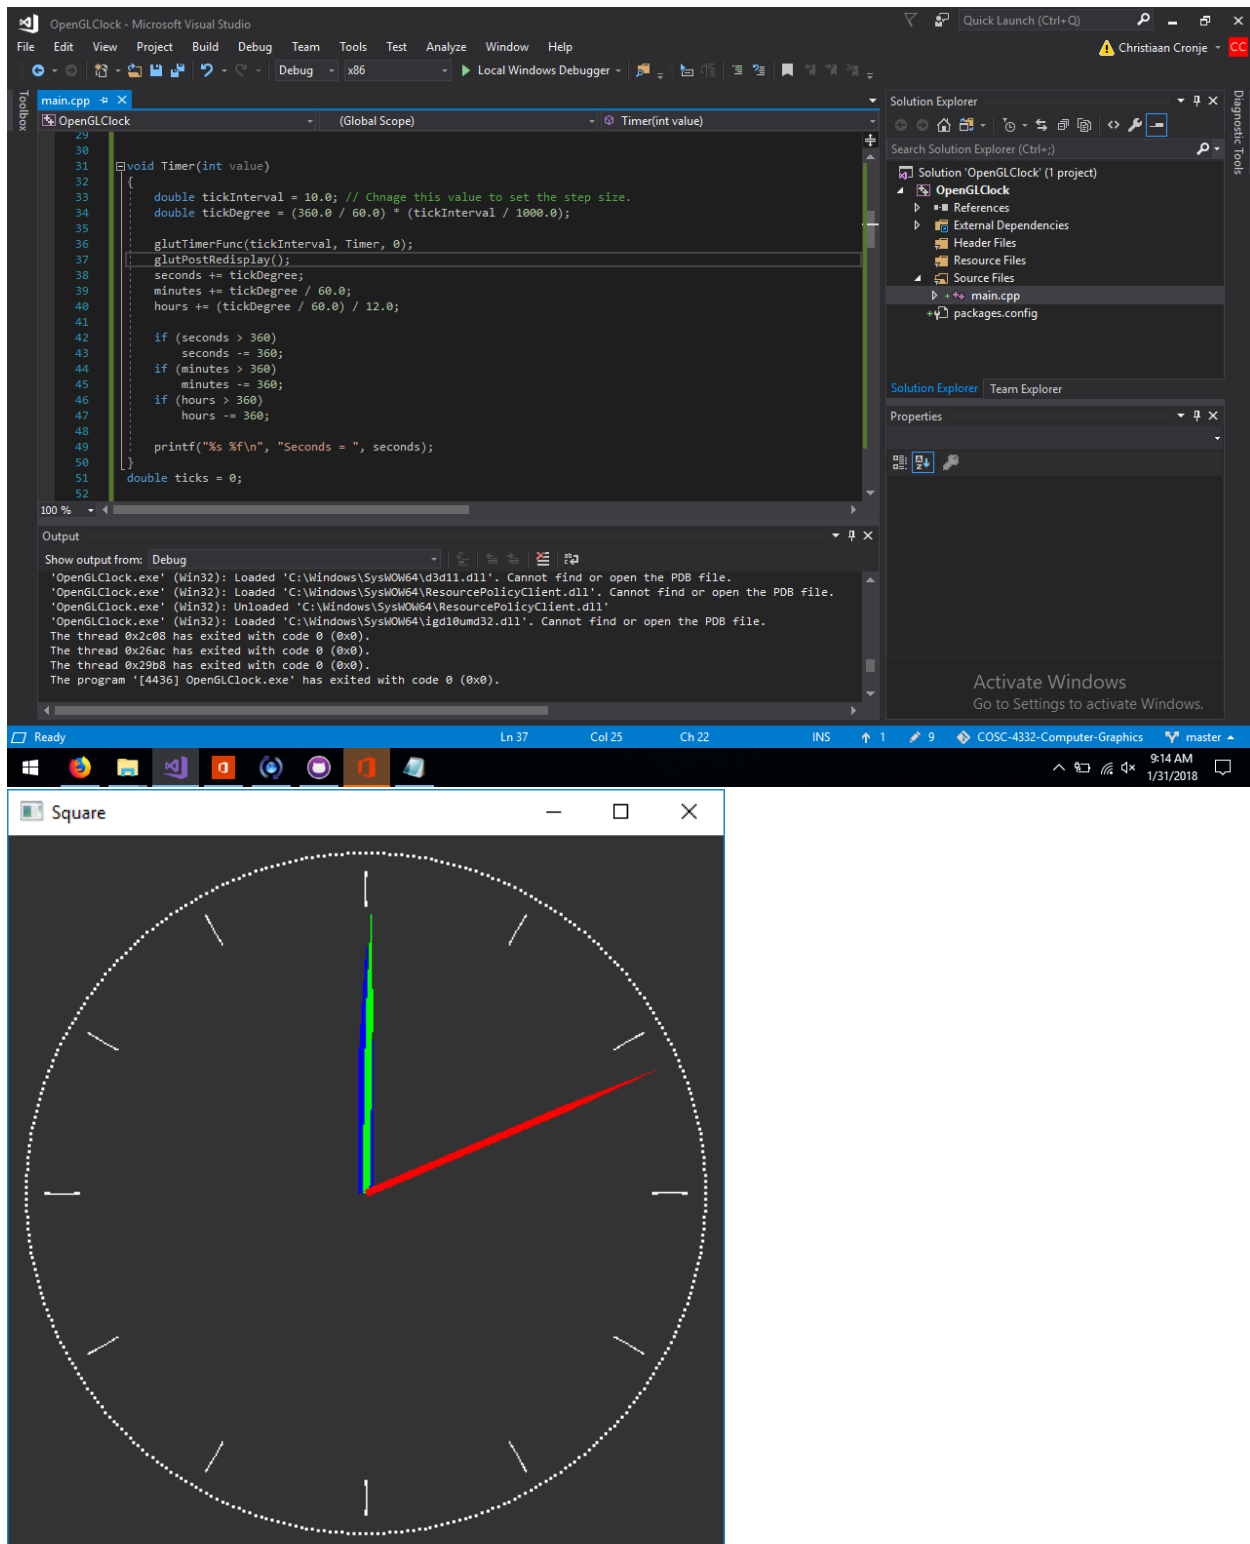 OpenGLClock - Microsoft Visual Studio
Quick Launch (Ctrl+Q)
File Edit View Project Build Debug Team Tools Test Analyze Window Help
Christiaan Cronje CC
Debug x86 Local Windows Debugger
Toolbox
main.cpp
OpenGLClock (Global Scope) Timer(int value)
29
30
31 void Timer(int value)
32 {
33 double tickInterval = 10.0; // Chnage this value to set the step size.
34 double tickDegree = (360.0 / 60.0) * (tickInterval / 1000.0);
35
36 glutTimerFunc(tickInterval, Timer, 0);
37 glutPostRedisplay();
38 seconds += tickDegree;
39 minutes += tickDegree / 60.0;
40 hours += (tickDegree / 60.0) / 12.0;
41
42 if (seconds > 360)
43 seconds -= 360;
44 if (minutes > 360)
45 minutes -= 360;
46 if (hours > 360)
47 hours -= 360;
48
49 printf("%s %f\n", "Seconds = ", seconds);
50 }
51 double ticks = 0;
52
100 %
Output
Show output from: Debug
'OpenGLClock.exe' (Win32): Loaded 'C:\Windows\SysWOW64\d3d11.dll'. Cannot find or open the PDB file.
'OpenGLClock.exe' (Win32): Loaded 'C:\Windows\SysWOW64\ResourcePolicyClient.dll'. Cannot find or open the PDB file.
'OpenGLClock.exe' (Win32): Unloaded 'C:\Windows\SysWOW64\ResourcePolicyClient.dll'
'OpenGLClock.exe' (Win32): Loaded 'C:\Windows\SysWOW64\igd10umd32.dll'. Cannot find or open the PDB file.
The thread 0x2c08 has exited with code 0 (0x0).
The thread 0x26ac has exited with code 0 (0x0).
The thread 0x29b8 has exited with code 0 (0x0).
The program '[4436] OpenGLClock.exe' has exited with code 0 (0x0).
Solution Explorer
Search Solution Explorer (Ctrl+;)
Solution 'OpenGLClock' (1 project)
OpenGLClock
References
External Dependencies
Header Files
Resource Files
Source Files
main.cpp
packages.config
Solution Explorer Team Explorer
Properties
Diagnostic Tools
Activate Windows
Go to Settings to activate Windows.
Ready Ln 37 Col 25 Ch 22 INS 1 9 COSC-4332-Computer-Graphics master
9:14 AM
1/31/2018
Square